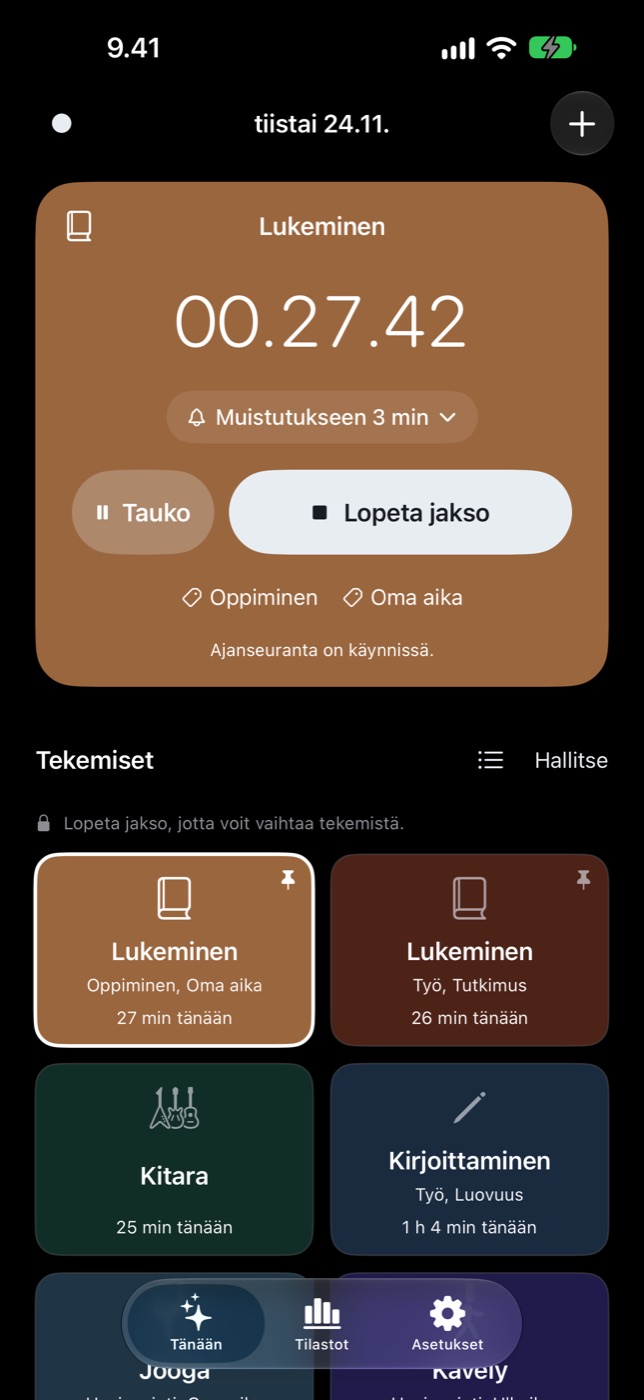 9.41
tiistai 24.11.
Lukeminen
00.27.42
Muistutukseen 3 min
Tauko
Lopeta jakso
Oppiminen
Oma aika
Ajanseuranta on käynnissä.
Tekemiset
Hallitse
Lopeta jakso, jotta voit vaihtaa tekemistä.
Lukeminen
Oppiminen, Oma aika
27 min tänään
Lukeminen
Työ, Tutkimus
26 min tänään
Kitara
25 min tänään
Kirjoittaminen
Työ, Luovuus
1 h 4 min tänään
Tänään
Tilastot
Asetukset
Jooga
Kävely